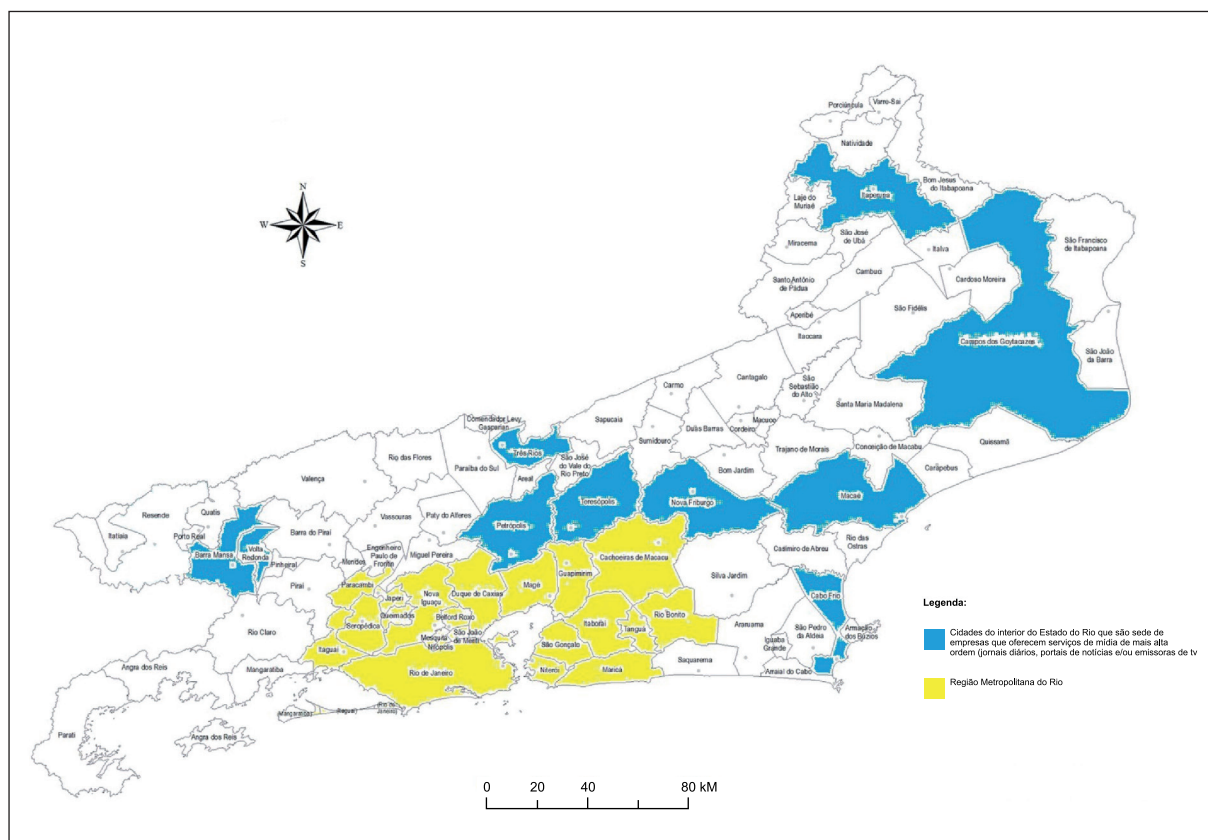 Porciúncula
Varre-Sai
Natividade
Bom Jesus
do Itabapoana
Itaperuna
Laje do
Muriaé
São José
de Ubá
Miracema
Italva
São Francisco
de Itabapoana
Cambuci
Cardoso Moreira
Santo Antônio
de Pádua
Aperibé
São Fidélis
Itaocara
Campos dos Goytacazes
São João
da Barra
Cantagalo
Carmo
São
Sebastião
do Alto
Santa Maria Madalena
Comendador Levy
Gasparian
Sapucaia
Macuco
Cordeiro
Duas Barras
Sumidouro
Trajano de Morais
Conceição de Macabu
Quissamã
Carapebus
Três Rios
São José
do Vale do
Rio Preto
Areal
Paraíba do Sul
Rio das Flores
Valença
Bom Jardim
Macaé
Nova Friburgo
Teresópolis
Petrópolis
Paty do Alferes
Vassouras
Miguel Pereira
Resende
Quatis
Itatiaia
Porto Real
Barra Mansa
Volta
Redonda
Barra do Piraí
Pinheiral
Piraí
Mendes
Engenheiro
Paulo de
Frontin
Paracambi
Japeri
Nova
Iguaçu
Duque de Caxias
Magé
Guapimirim
Cachoeiras de Macacu
Casimiro de Abreu
Rio das
Ostras
Silva Jardim
Cabo Frio
Rio Claro
Seropédica
Queimados
Belford Roxo
Mesquita
Nilópolis
São João
de Meriti
Itaguaí
Rio de Janeiro
São Gonçalo
Niterói
Itaboraí
Tanguá
Rio Bonito
Maricá
Saquarema
Araruama
Iguaba
Grande
São Pedro
da Aldeia
Armação
dos Búzios
Arraial do Cabo
Angra dos Reis
Mangaratiba
(Mangaratiba)
(Itaguaí)
(Rio de
Janeiro)
Parati
Angra dos Reis
N
W
E
S
0 20 40 80 kM
Legenda:
Cidades do interior do Estado do Rio que são sede de
empresas que oferecem serviços de mídia de mais alta
ordem (jornais diários, portais de notícias e/ou emissoras de tv
Região Metropolitana do Rio